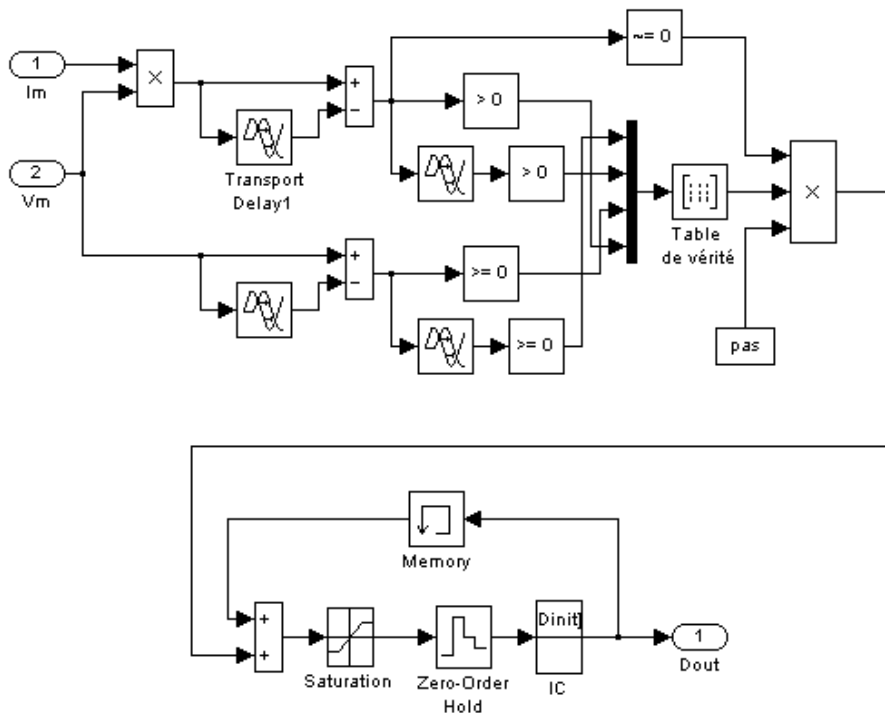 ~= 0
1
Im
×
+
−
> 0
Transport
Delay1
> 0
2
Vm
Table
de vérité
×
+
−
>= 0
>= 0
pas
Memory
+
+
Saturation
Zero-Order
Hold
Dinit]
IC
1
Dout